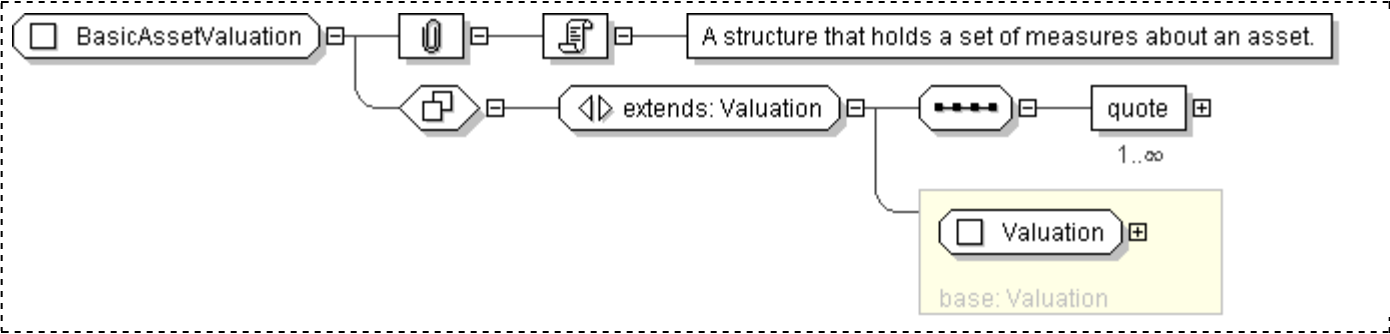 BasicAssetValuation
A structure that holds a set of measures about an asset.
extends: Valuation
quote
1..∞
Valuation
base: Valuation